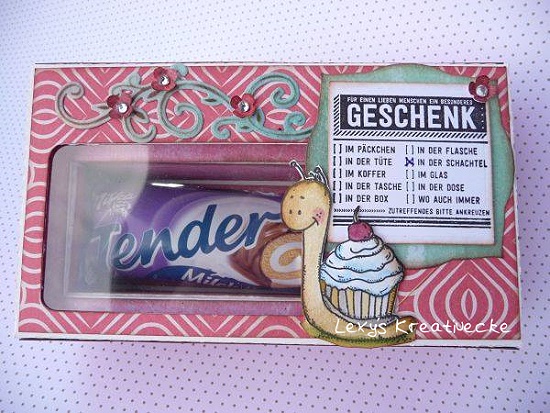 FÜR EINEN LIEBEN MENSCHEN EIN BESONDERES
GESCHENK
[ ] IM PÄCKCHEN
[ ] IN DER TÜTE
[ ] IM KOFFER
[ ] IN DER TASCHE
[ ] IN DER BOX
[ ] IN DER FLASCHE
[x] IN DER SCHACHTEL
[ ] IM GLAS
[ ] IN DER DOSE
[ ] WO AUCH IMMER
ZUTREFFENDES BITTE ANKREUZEN
Tender
Lexys Kreativecke